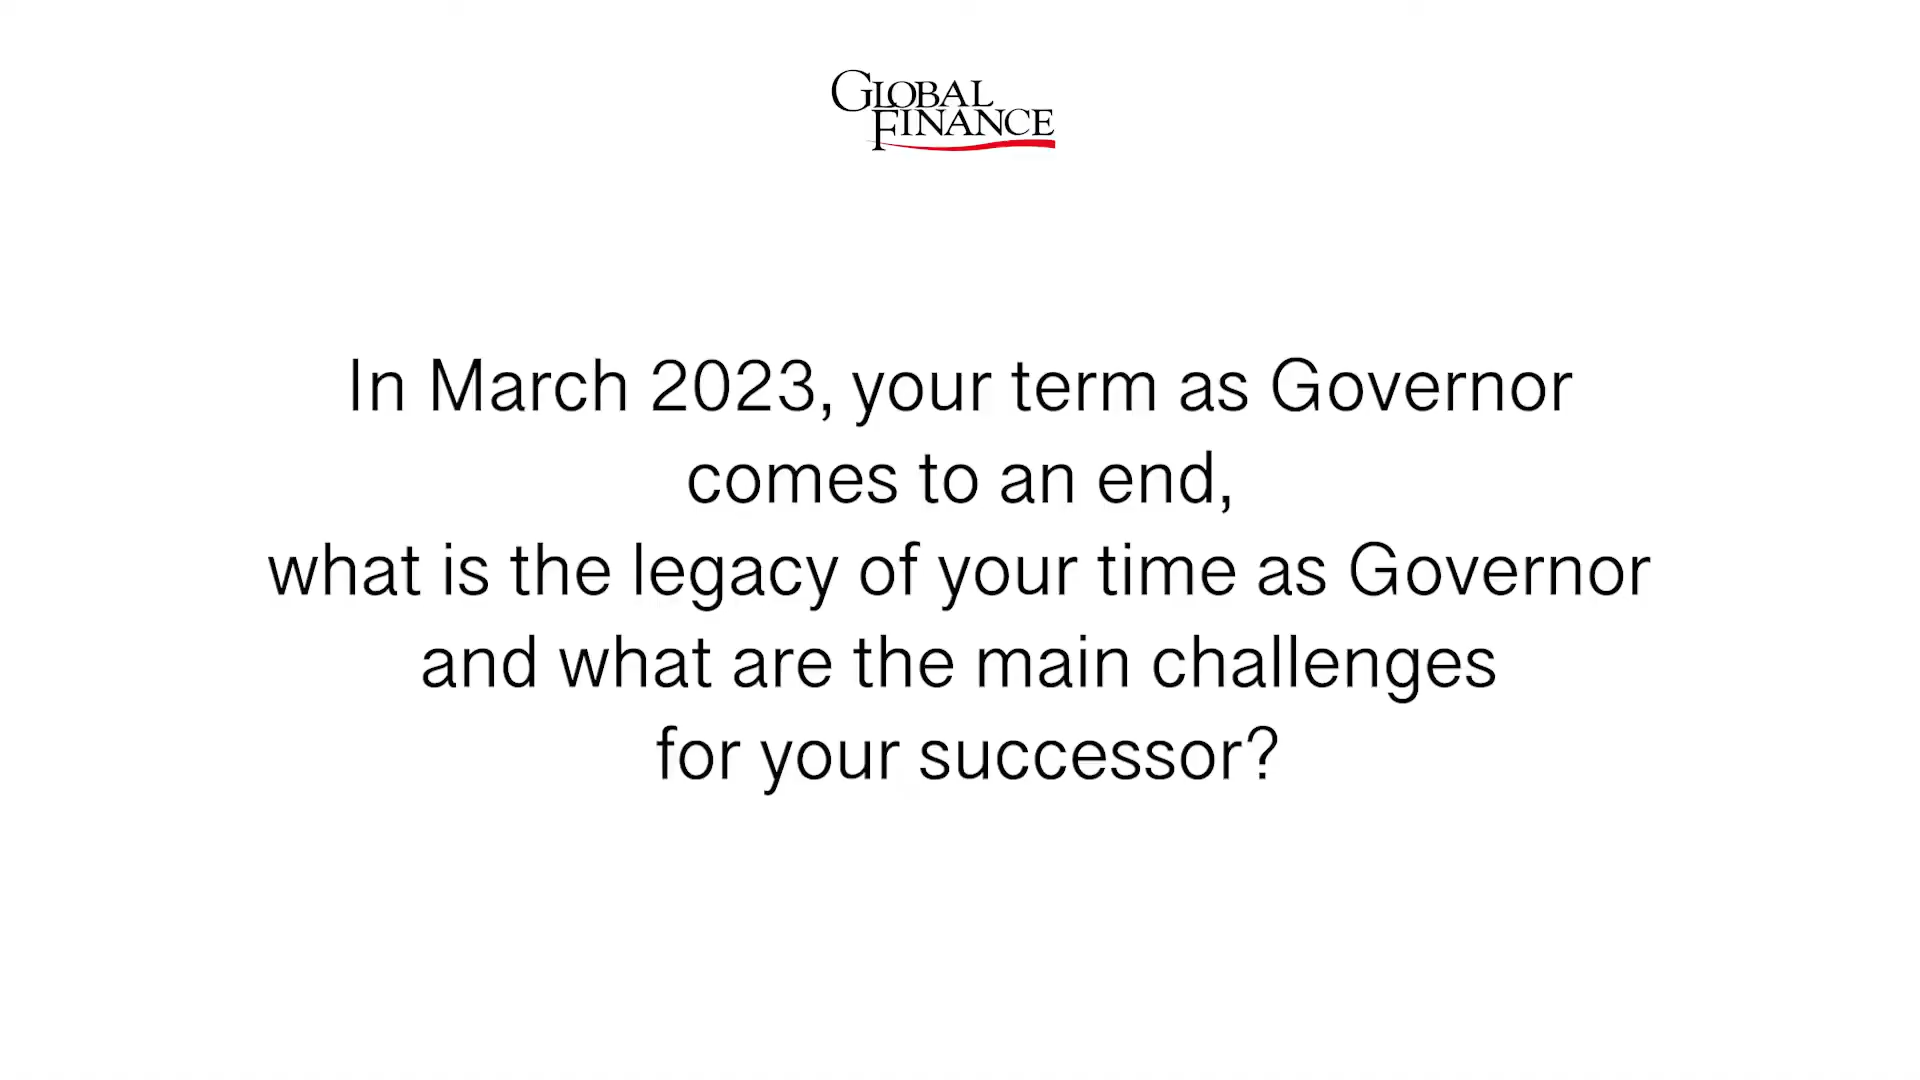 GLOBAL
FINANCE
In March 2023, your term as Governor
comes to an end,
what is the legacy of your time as Governor
and what are the main challenges
for your successor?